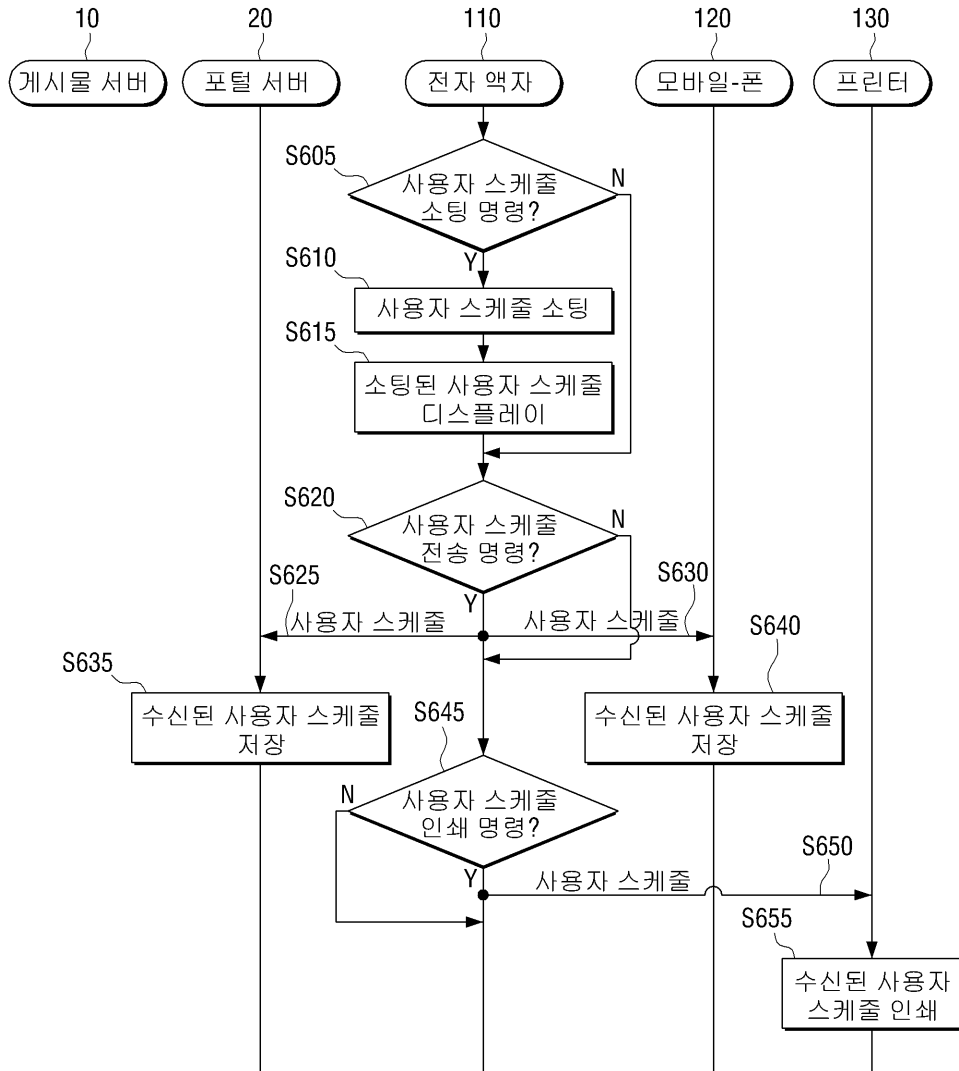 10
20
110
120
130
게시물 서버
포털 서버
전자 액자
모바일-폰
프린터
S605
사용자 스케줄
소팅 명령?
N
Y
S610
사용자 스케줄 소팅
S615
소팅된 사용자 스케줄
디스플레이
S620
사용자 스케줄
전송 명령?
N
Y
S625
사용자 스케줄
S630
사용자 스케줄
S635
수신된 사용자 스케줄
저장
S640
수신된 사용자 스케줄
저장
S645
사용자 스케줄
인쇄 명령?
N
Y
S650
사용자 스케줄
S655
수신된 사용자
스케줄 인쇄